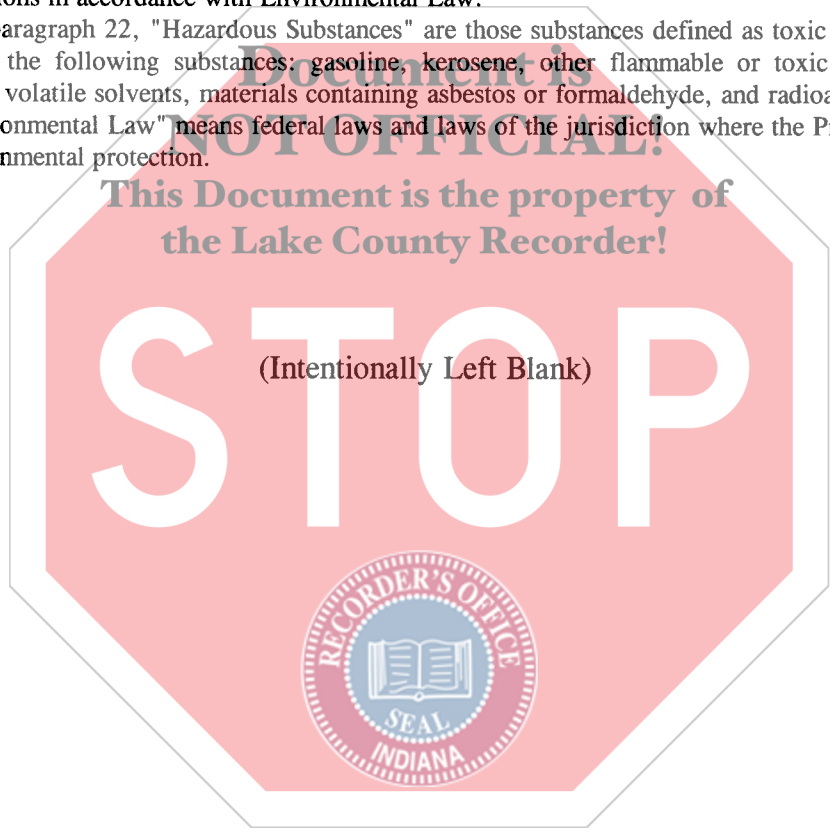 ions in accordance with Environmental Law.
aragraph 22, "Hazardous Substances" are those substances defined as toxic
the following substances: gasoline, kerosene, other flammable or toxic
volatile solvents, materials containing asbestos or formaldehyde, and radioa
onmental Law" means federal laws and laws of the jurisdiction where the P
nmental protection.
Document is
NOT OFFICIAL!
This Document is the property of
the Lake County Recorder!
STOP
(Intentionally Left Blank)
RECORDER'S OFFICE
SEAL
INDIANA